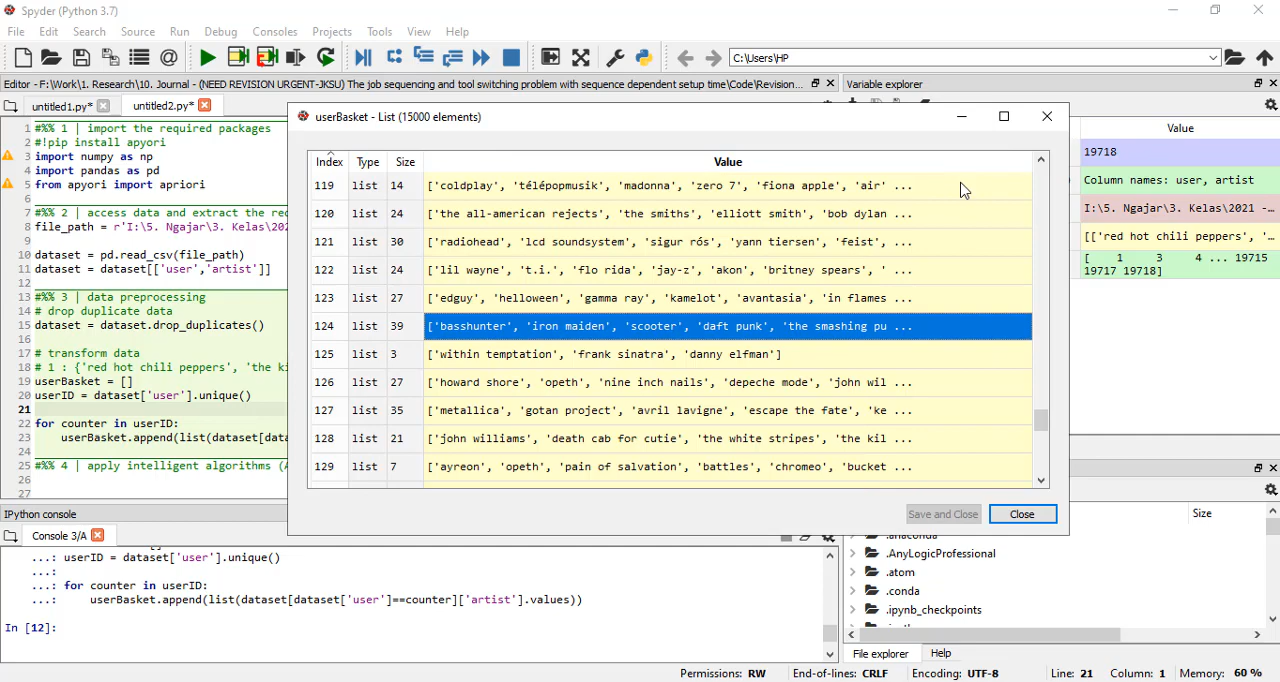 Spyder (Python 3.7)
File Edit Search Source Run Debug Consoles Projects Tools View Help
C:\Users\HP
Editor - F:\Work\1. Research\10. Journal - (NEED REVISION URGENT-JKSU) The job sequencing and tool switching problem with sequence dependent setup time\Code\Revision...
Variable explorer
untitled1.py* untitled2.py*
1 #%% 1 | import the required packages
2 #!pip install apyori
3 import numpy as np
4 import pandas as pd
5 from apyori import apriori
6
7 #%% 2 | access data and extract the rec
8 file_path = r'I:\5. Ngajar\3. Kelas\202
9
10 dataset = pd.read_csv(file_path)
11 dataset = dataset[['user','artist']]
12
13 #%% 3 | data preprocessing
14 # drop duplicate data
15 dataset = dataset.drop_duplicates()
16
17 # transform data
18 # 1 : {'red hot chili peppers', 'the ki
19 userBasket = []
20 userID = dataset['user'].unique()
21
22 for counter in userID:
23 userBasket.append(list(dataset[data
24
25 #%% 4 | apply intelligent algorithms (A
26
27
userBasket - List (15000 elements)
Index Type Size Value
119 list 14 ['coldplay', 'télépopmusik', 'madonna', 'zero 7', 'fiona apple', 'air' ...
120 list 24 ['the all-american rejects', 'the smiths', 'elliott smith', 'bob dylan ...
121 list 30 ['radiohead', 'lcd soundsystem', 'sigur rós', 'yann tiersen', 'feist', ...
122 list 24 ['lil wayne', 't.i.', 'flo rida', 'jay-z', 'akon', 'britney spears', ' ...
123 list 27 ['edguy', 'helloween', 'gamma ray', 'kamelot', 'avantasia', 'in flames ...
124 list 39 ['basshunter', 'iron maiden', 'scooter', 'daft punk', 'the smashing pu ...
125 list 3 ['within temptation', 'frank sinatra', 'danny elfman']
126 list 27 ['howard shore', 'opeth', 'nine inch nails', 'depeche mode', 'john wil ...
127 list 35 ['metallica', 'gotan project', 'avril lavigne', 'escape the fate', 'ke ...
128 list 21 ['john williams', 'death cab for cutie', 'the white stripes', 'the kil ...
129 list 7 ['ayreon', 'opeth', 'pain of salvation', 'battles', 'chromeo', 'bucket ...
Save and Close Close
Value
19718
Column names: user, artist
I:\5. Ngajar\3. Kelas\2021 -…
[['red hot chili peppers', '…
[ 1 3 4 ... 19715
19717 19718]
Size
.anaconda
.AnyLogicProfessional
.atom
.conda
.ipynb_checkpoints
File explorer Help
IPython console
Console 3/A
...: userID = dataset['user'].unique()
...:
...: for counter in userID:
...: userBasket.append(list(dataset[dataset['user']==counter]['artist'].values))
In [12]:
Permissions: RW End-of-lines: CRLF Encoding: UTF-8 Line: 21 Column: 1 Memory: 60 %